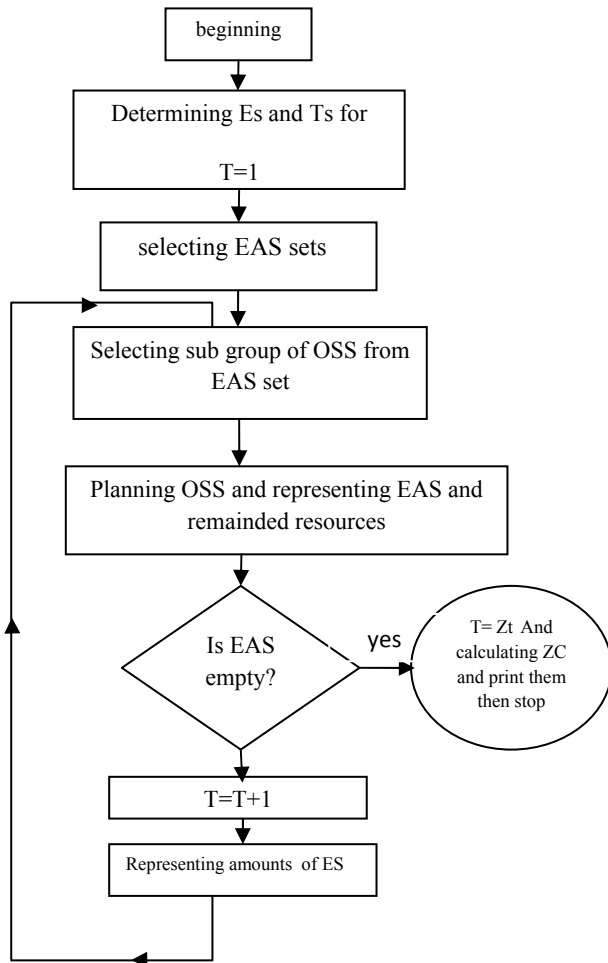 beginning
Determining Es and Ts for
T=1
selecting EAS sets
Selecting sub group of OSS from
EAS set
Planning OSS and representing EAS and
remainded resources
Is EAS
empty?
yes
T= Zt And
calculating ZC
and print them
then stop
T=T+1
Representing amounts of ES